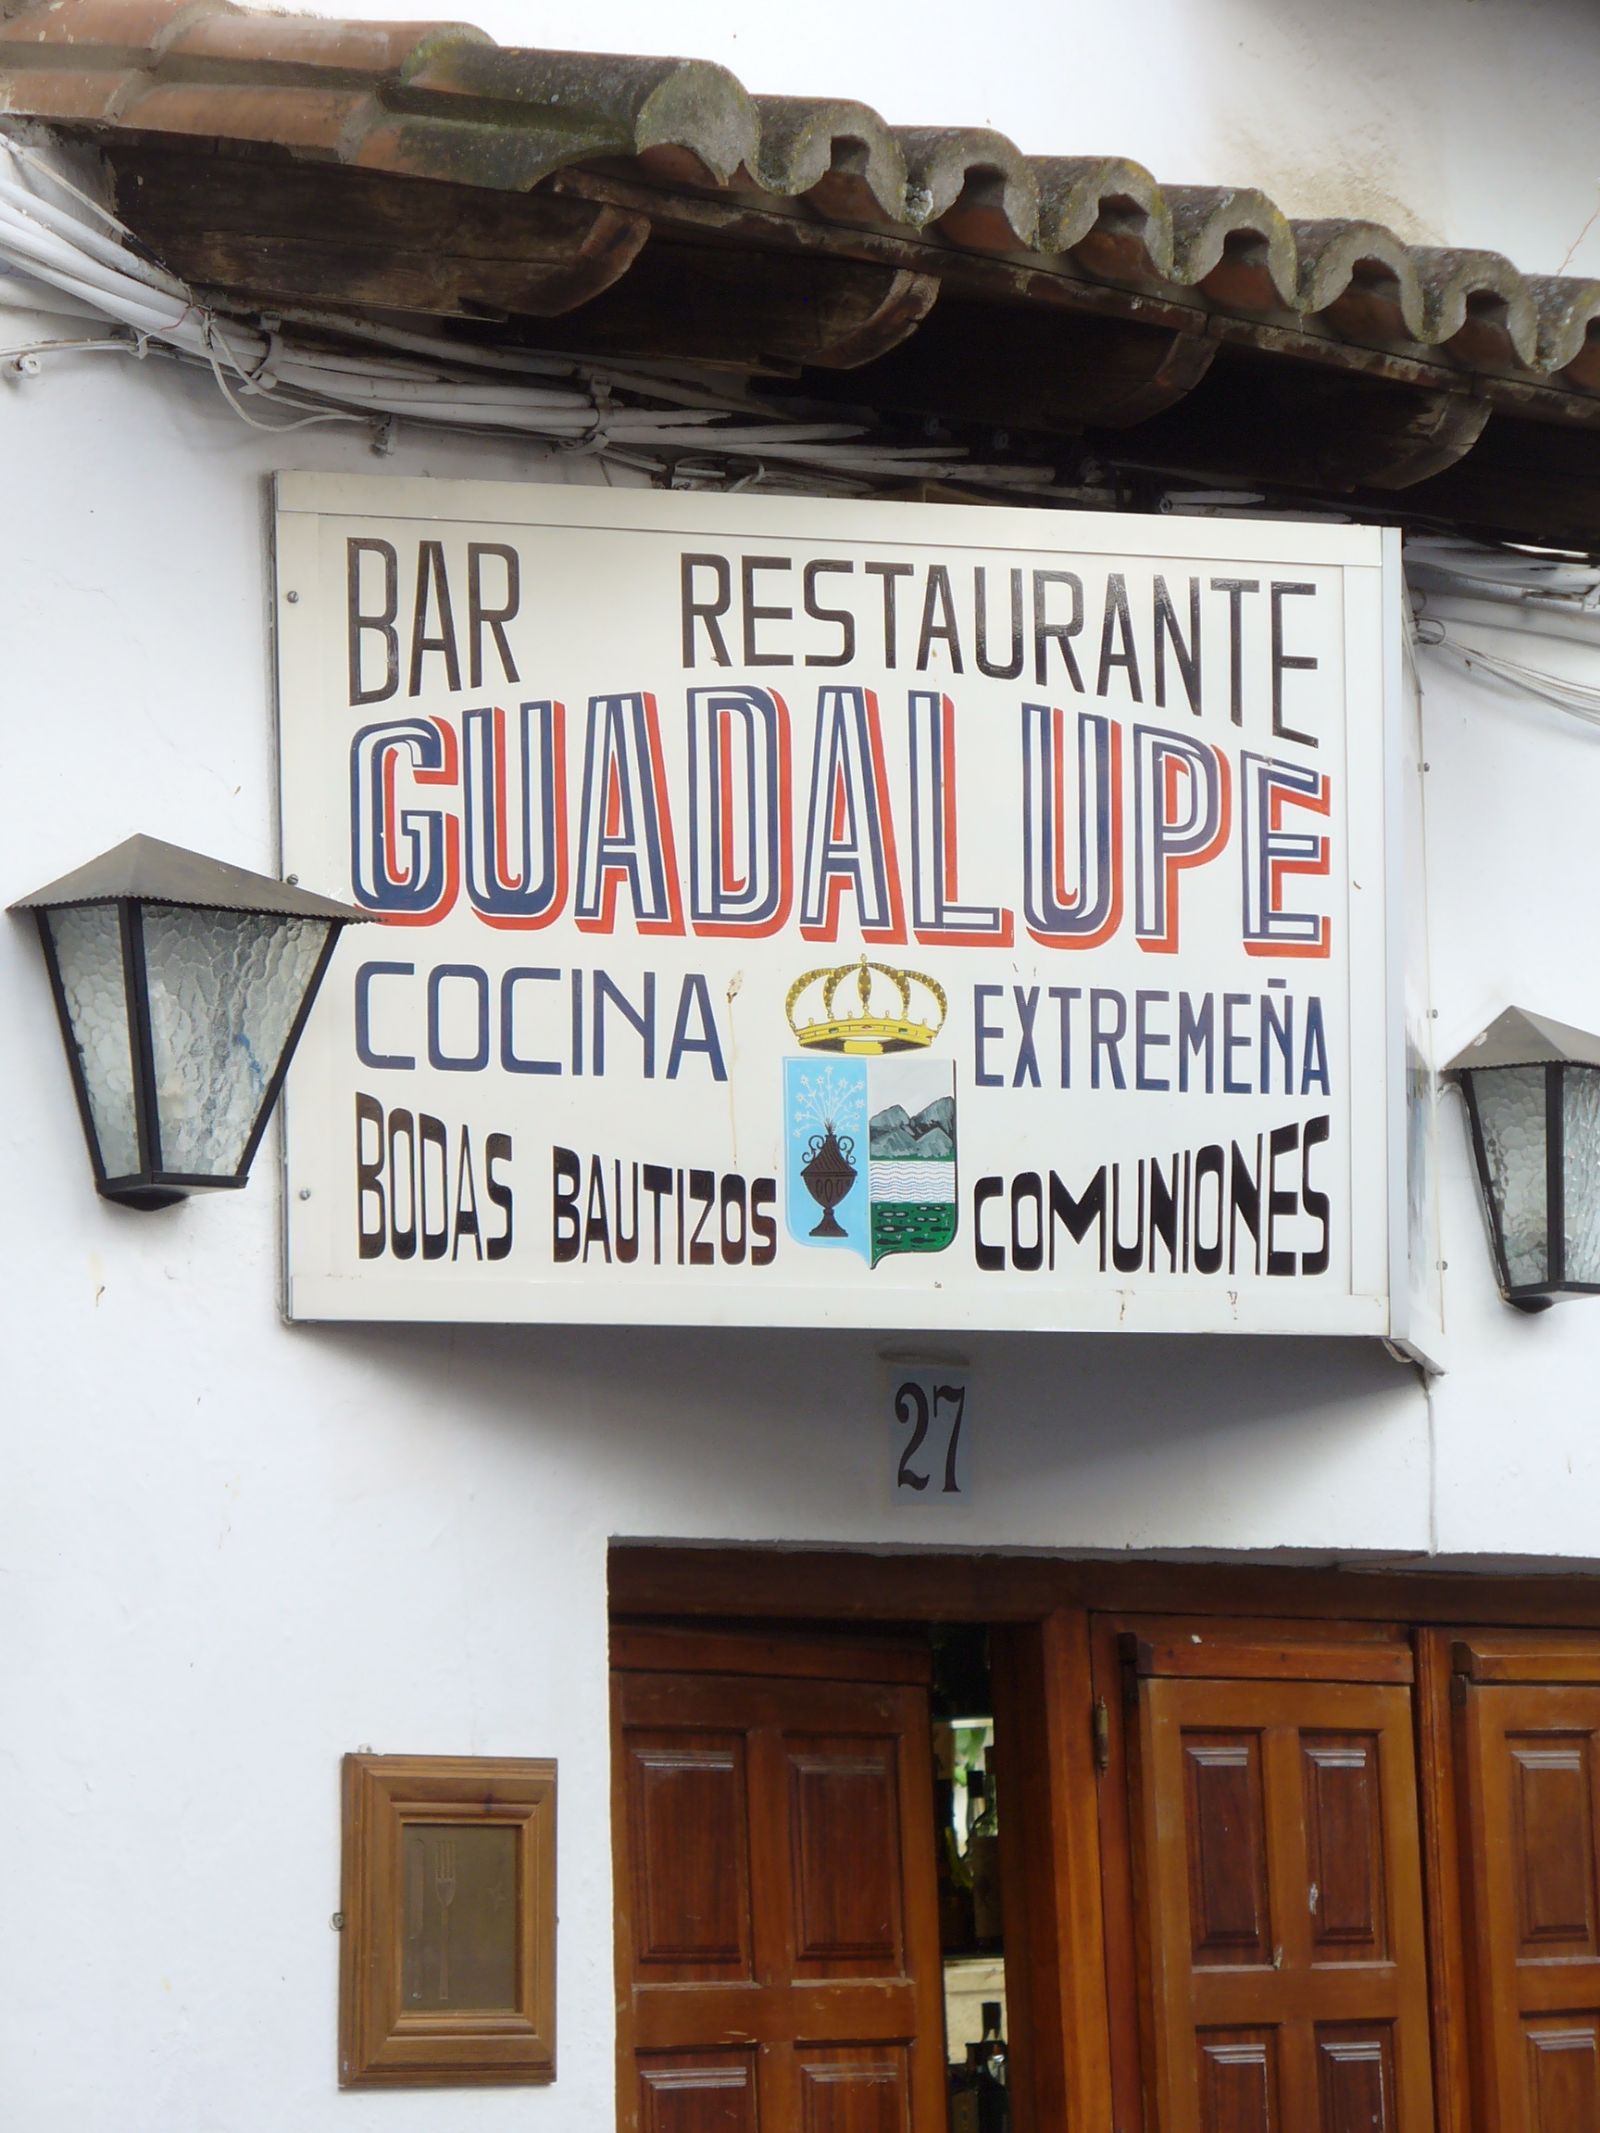 BAR RESTAURANTE
GUADALUPE
COCINA EXTREMEÑA
BODAS BAUTIZOS COMUNIONES
27